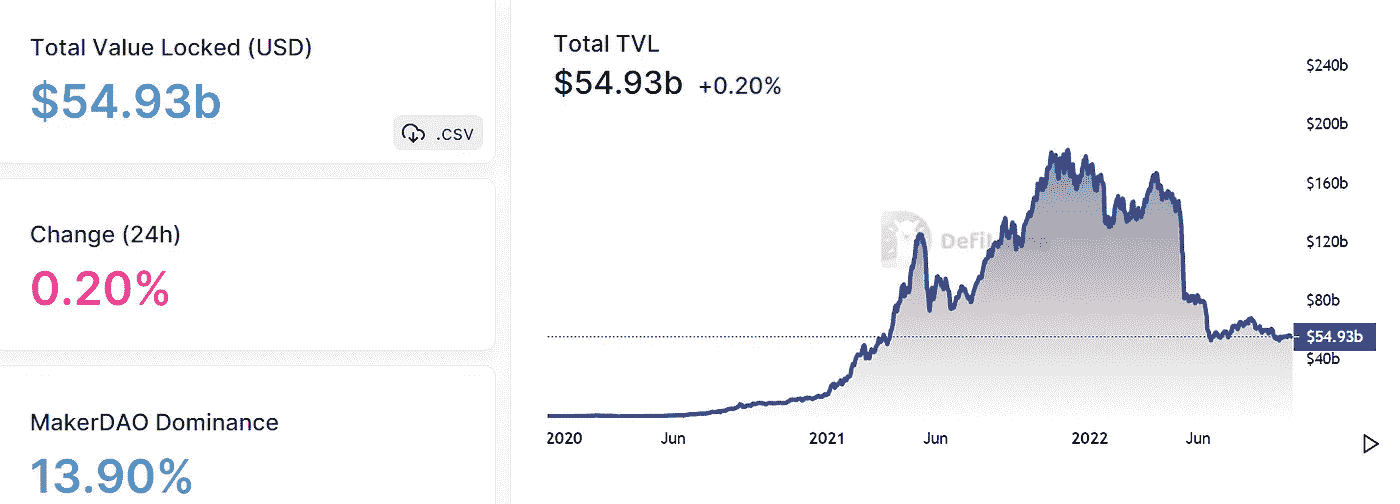 Total Value Locked (USD)
$54.93b
.csv
Change (24h)
0.20%
MakerDAO Dominance
13.90%
Total TVL
$54.93b +0.20%
$240b
$200b
$160b
$120b
$80b
$54.93b
$40b
2020 Jun 2021 Jun 2022 Jun